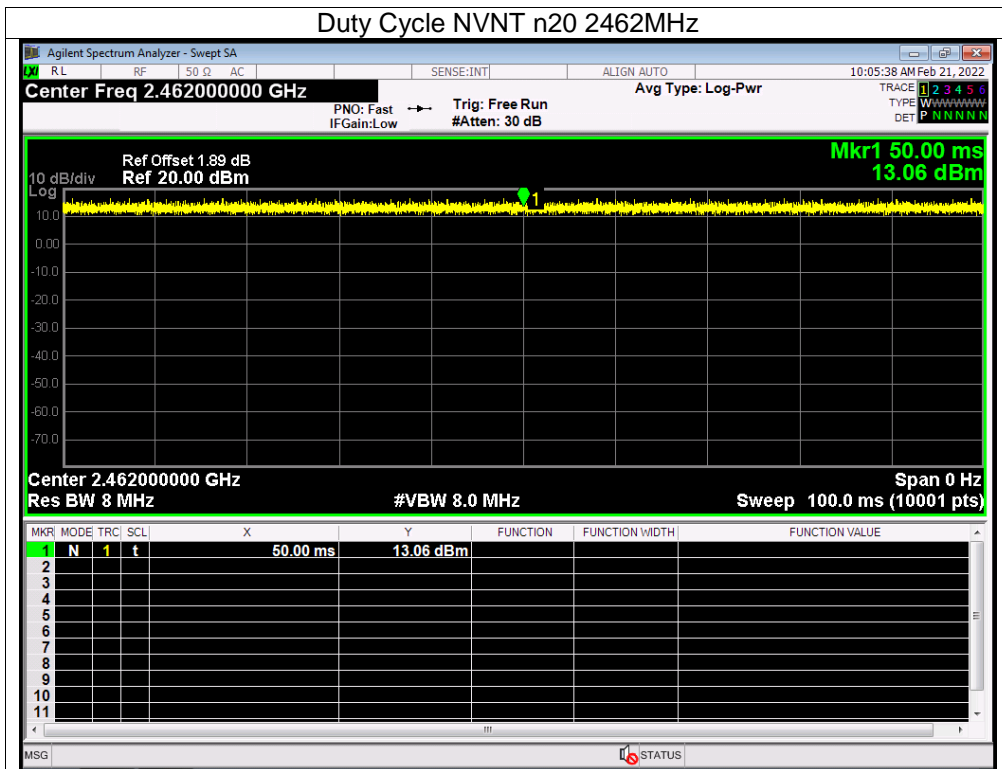 Duty Cycle NVNT n20 2462MHz
Agilent Spectrum Analyzer - Swept SA
LXI RL RF 50 Ω AC SENSE:INT ALIGN AUTO 10:05:38 AM Feb 21, 2022
Center Freq 2.462000000 GHz
PNO: Fast
IFGain:Low
Trig: Free Run
#Atten: 30 dB
Avg Type: Log-Pwr
TRACE 1 2 3 4 5 6
TYPE WWWWWW
DET P NNNNN
Mkr1 50.00 ms
13.06 dBm
Ref Offset 1.89 dB
10 dB/div Ref 20.00 dBm
Log
1
10.0
0.00
-10.0
-20.0
-30.0
-40.0
-50.0
-60.0
-70.0
Center 2.462000000 GHz Span 0 Hz
Res BW 8 MHz #VBW 8.0 MHz Sweep 100.0 ms (10001 pts)
MKR MODE TRC SCL X Y FUNCTION FUNCTION WIDTH FUNCTION VALUE
1 N 1 t 50.00 ms 13.06 dBm
2
3
4
5
6
7
8
9
10
11
MSG STATUS